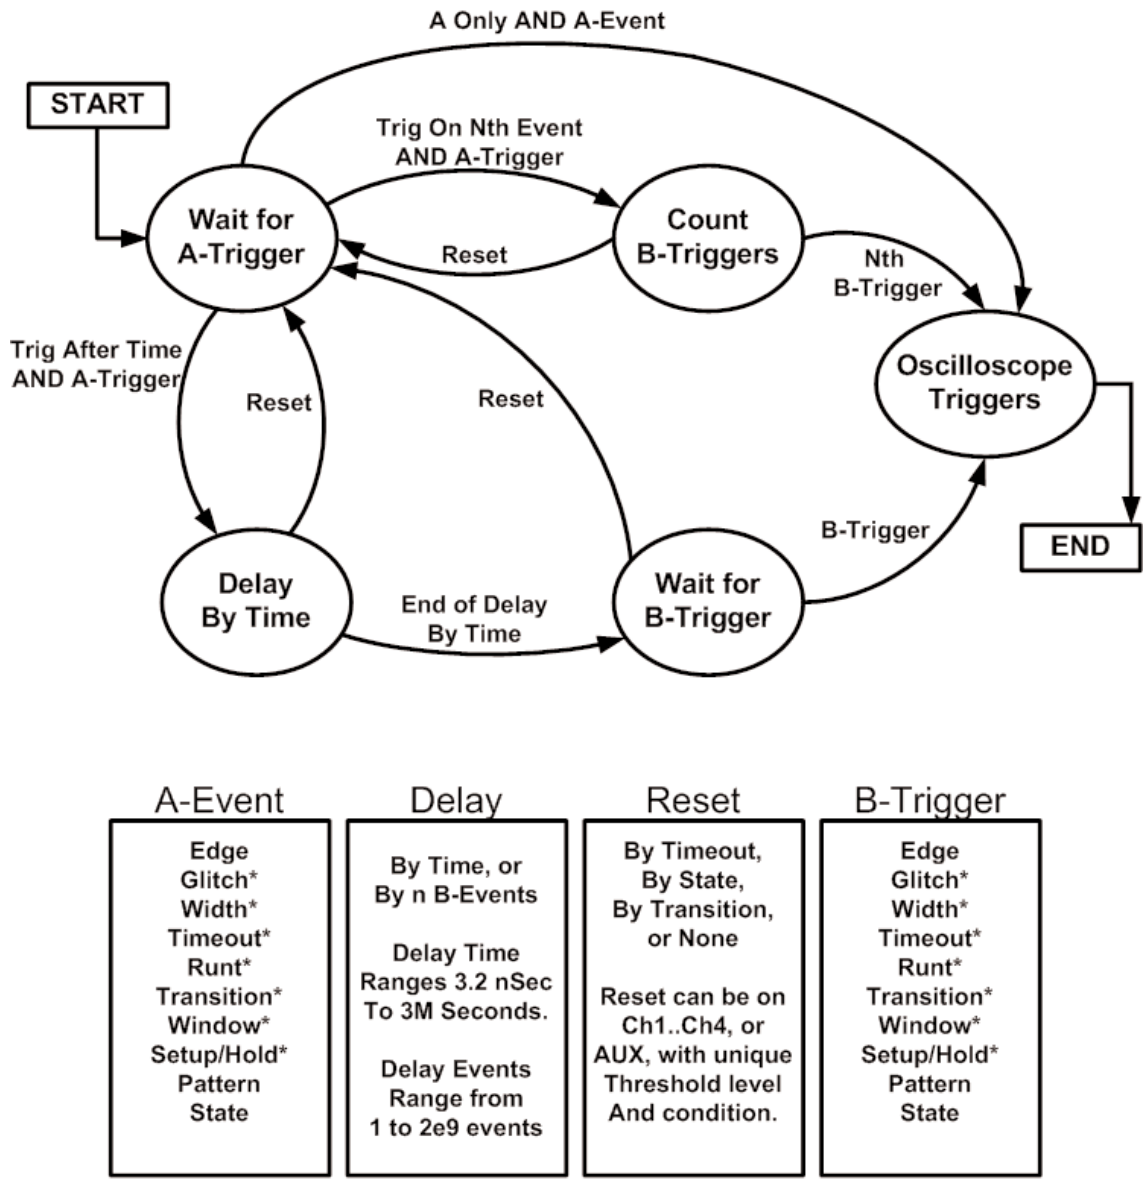 A Only AND A-Event
START
Trig On Nth Event
AND A-Trigger
Wait for
A-Trigger
Count
B-Triggers
Reset
Nth
B-Trigger
Trig After Time
AND A-Trigger
Reset
Reset
Oscilloscope
Triggers
B-Trigger
END
Delay
By Time
End of Delay
By Time
Wait for
B-Trigger
A-Event
Edge
Glitch*
Width*
Timeout*
Runt*
Transition*
Window*
Setup/Hold*
Pattern
State
Delay
By Time, or
By n B-Events
Delay Time
Ranges 3.2 nSec
To 3M Seconds.
Delay Events
Range from
1 to 2e9 events
Reset
By Timeout,
By State,
By Transition,
or None
Reset can be on
Ch1..Ch4, or
AUX, with unique
Threshold level
And condition.
B-Trigger
Edge
Glitch*
Width*
Timeout*
Runt*
Transition*
Window*
Setup/Hold*
Pattern
State